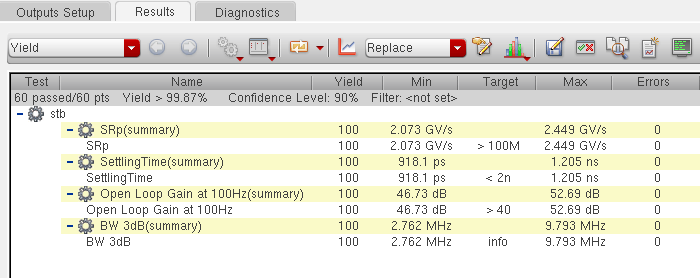 Outputs Setup Results Diagnostics
Yield Replace
Test Name Yield Min Target Max Errors
60 passed/60 pts Yield > 99.87% Confidence Level: 90% Filter: <not set>
stb
SRp(summary) 100 2.073 GV/s 2.449 GV/s 0
SRp 100 2.073 GV/s > 100M 2.449 GV/s 0
SettlingTime(summary) 100 918.1 ps 1.205 ns 0
SettlingTime 100 918.1 ps < 2n 1.205 ns 0
Open Loop Gain at 100Hz(summary) 100 46.73 dB 52.69 dB 0
Open Loop Gain at 100Hz 100 46.73 dB > 40 52.69 dB 0
BW 3dB(summary) 100 2.762 MHz 9.793 MHz 0
BW 3dB 100 2.762 MHz info 9.793 MHz 0